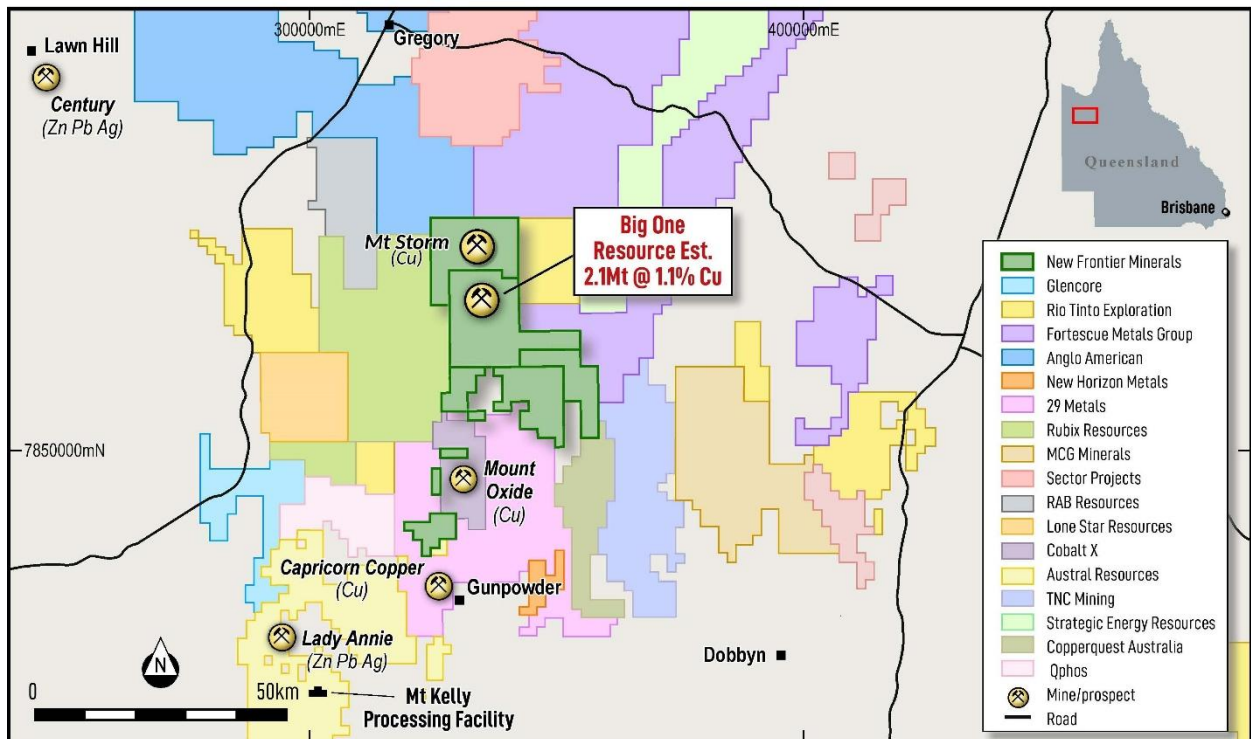 300000mE
400000mE
Lawn Hill
Gregory
Century
(Zn Pb Ag)
Queensland
Brisbane
Mt Storm
(Cu)
Big One
Resource Est.
2.1Mt @ 1.1% Cu
7850000mN
Mount
Oxide
(Cu)
Capricorn Copper
(Cu)
Gunpowder
Lady Annie
(Zn Pb Ag)
Dobbyn
N
0
50km
Mt Kelly
Processing Facility
New Frontier Minerals
Glencore
Rio Tinto Exploration
Fortescue Metals Group
Anglo American
New Horizon Metals
29 Metals
Rubix Resources
MCG Minerals
Sector Projects
RAB Resources
Lone Star Resources
Cobalt X
Austral Resources
TNC Mining
Strategic Energy Resources
Copperquest Australia
Qphos
Mine/prospect
Road